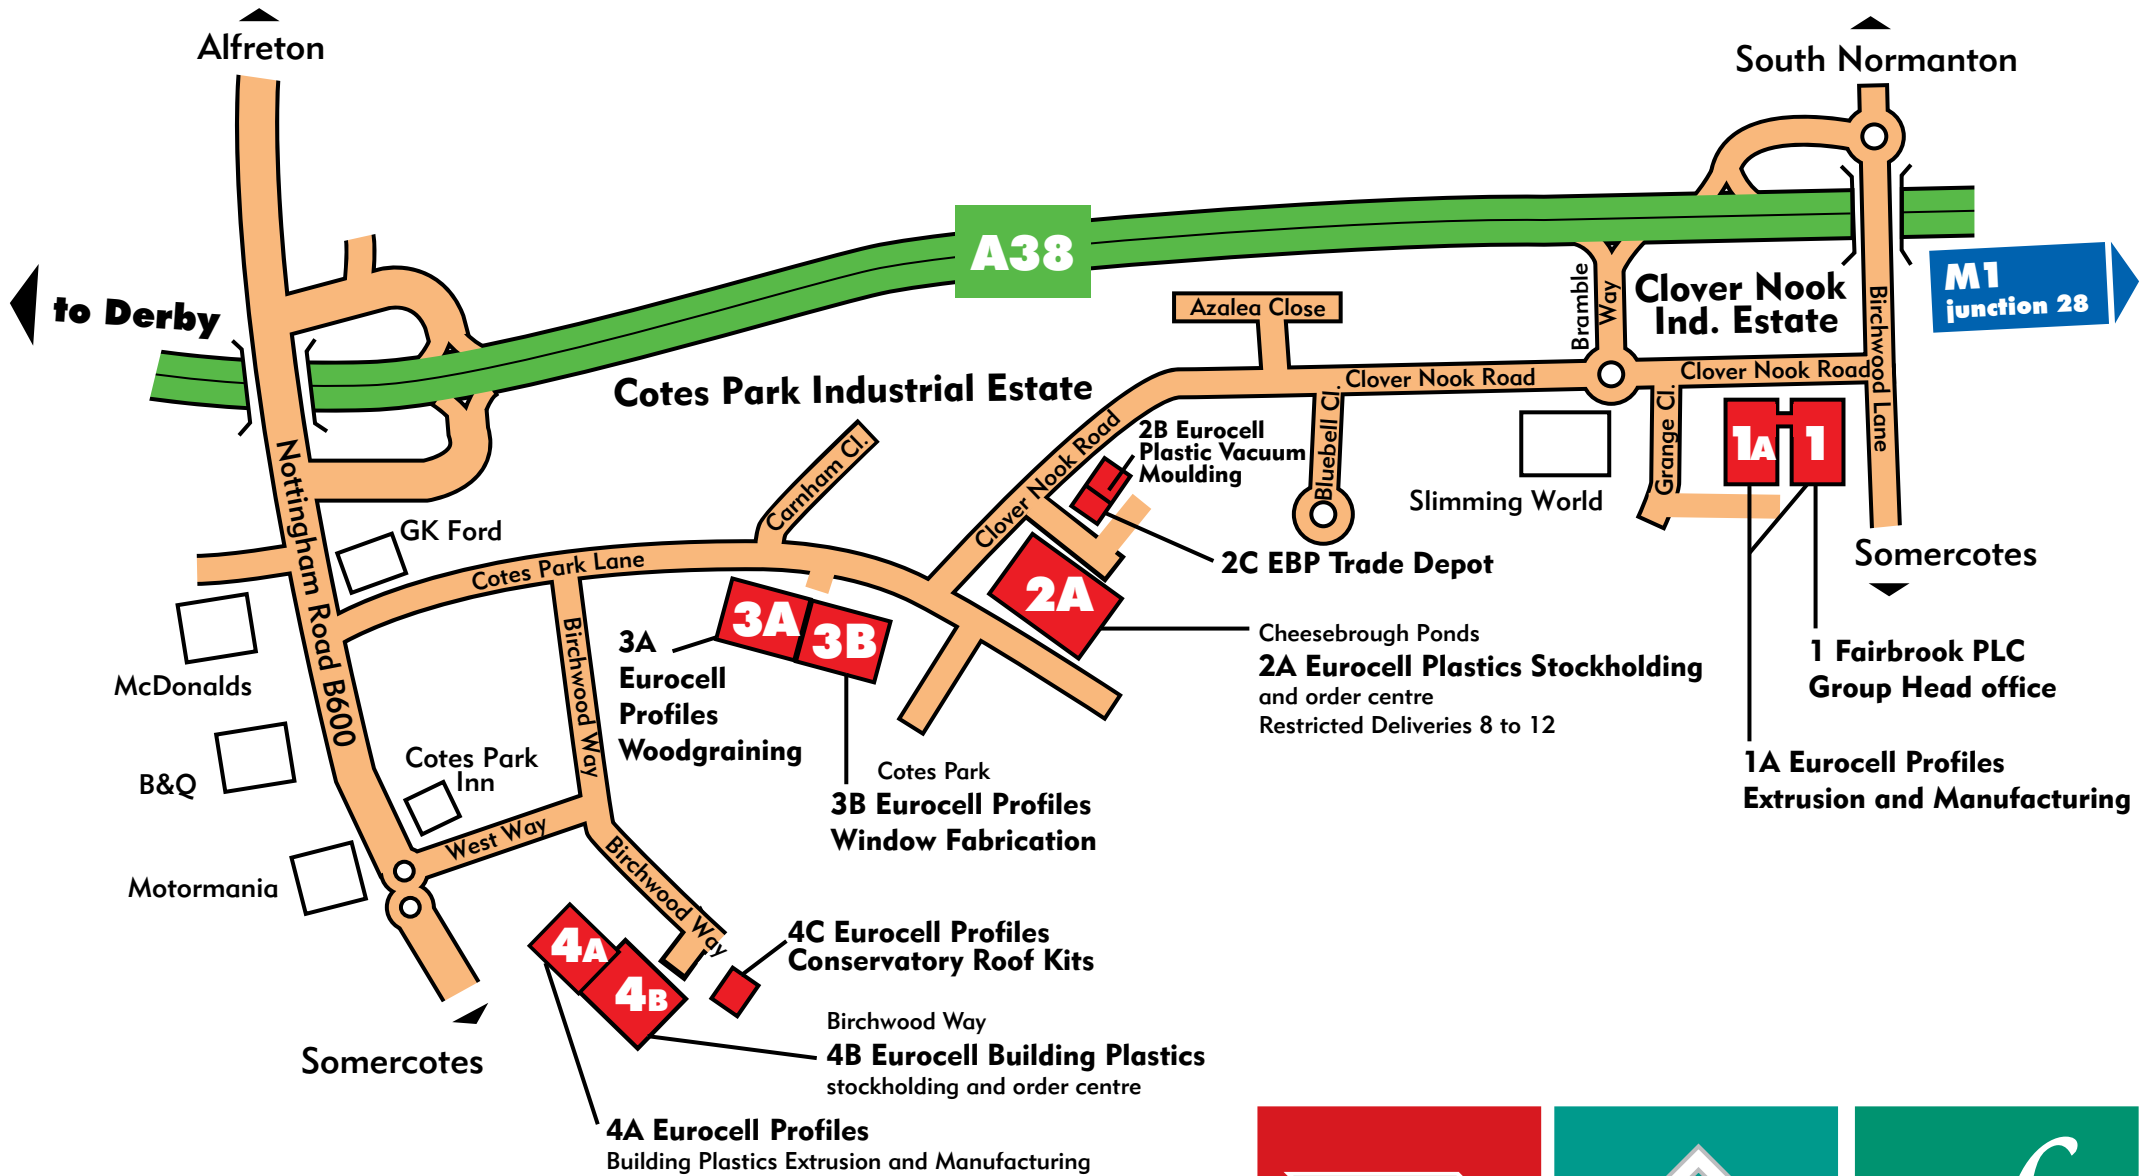 Alfreton
South Normanton
A38
to Derby
M1
junction 28
Bramble
Way
Clover Nook
Ind. Estate
Birchwood Lane
Azalea Close
Cotes Park Industrial Estate
Clover Nook Road
Clover Nook Road
Clover Nook Road
Bluebell Cl.
Grange Cl.
1A
1
2B Eurocell
Plastic Vacuum
Moulding
Slimming World
Carnham Cl.
Nottingham Road B600
GK Ford
Cotes Park Lane
2C EBP Trade Depot
Somercotes
2A
3A
3B
McDonalds
Birchwood Way
3A
Eurocell
Profiles
Woodgraining
Cheesebrough Ponds
2A Eurocell Plastics Stockholding
and order centre
Restricted Deliveries 8 to 12
1 Fairbrook PLC
Group Head office
1A Eurocell Profiles
Extrusion and Manufacturing
B&Q
Cotes Park
Inn
Cotes Park
3B Eurocell Profiles
Window Fabrication
West Way
Birchwood Way
Motormania
4A
4B
4C Eurocell Profiles
Conservatory Roof Kits
Somercotes
Birchwood Way
4B Eurocell Building Plastics
stockholding and order centre
4A Eurocell Profiles
Building Plastics Extrusion and Manufacturing